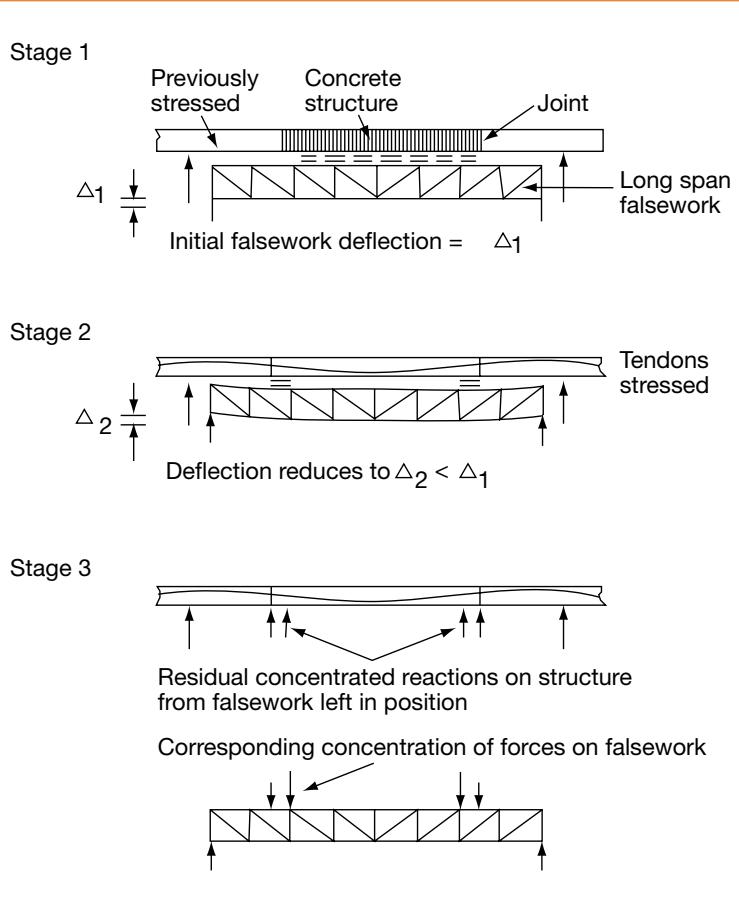 Stage 1
Previously
stressed
Concrete
structure
Joint
△1
Long span
falsework
Initial falsework deflection = △1
Stage 2
Tendons
stressed
△2
Deflection reduces to △2 < △1
Stage 3
Residual concentrated reactions on structure
from falsework left in position
Corresponding concentration of forces on falsework